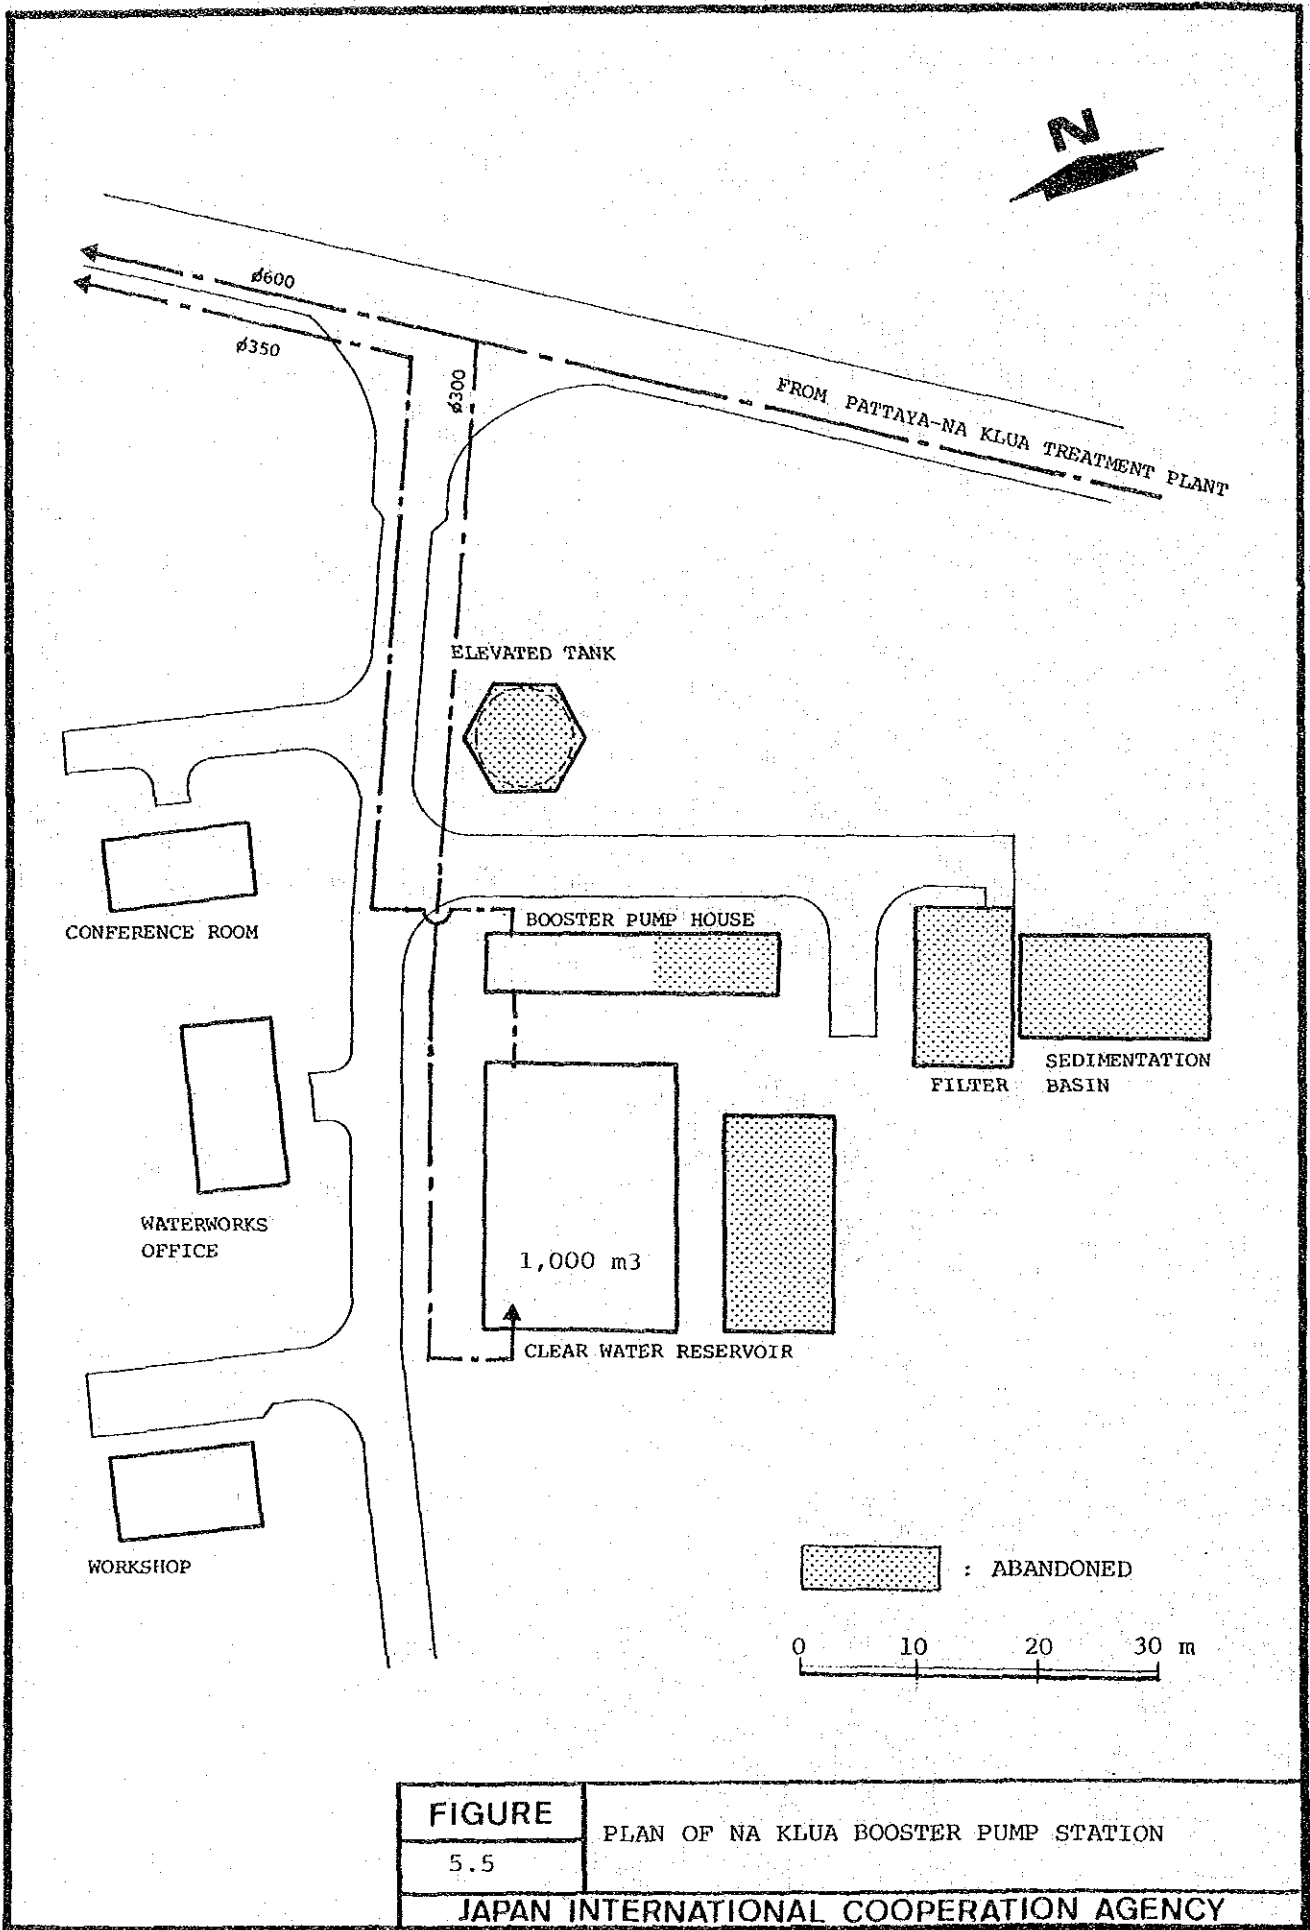 N
ø600
ø350
ø300
FROM PATTAYA-NA KLUA TREATMENT PLANT
ELEVATED TANK
CONFERENCE ROOM
BOOSTER PUMP HOUSE
FILTER
SEDIMENTATION
BASIN
WATERWORKS
OFFICE
1,000 m3
CLEAR WATER RESERVOIR
WORKSHOP
: ABANDONED
0 10 20 30 m
FIGURE
5.5
PLAN OF NA KLUA BOOSTER PUMP STATION
JAPAN INTERNATIONAL COOPERATION AGENCY